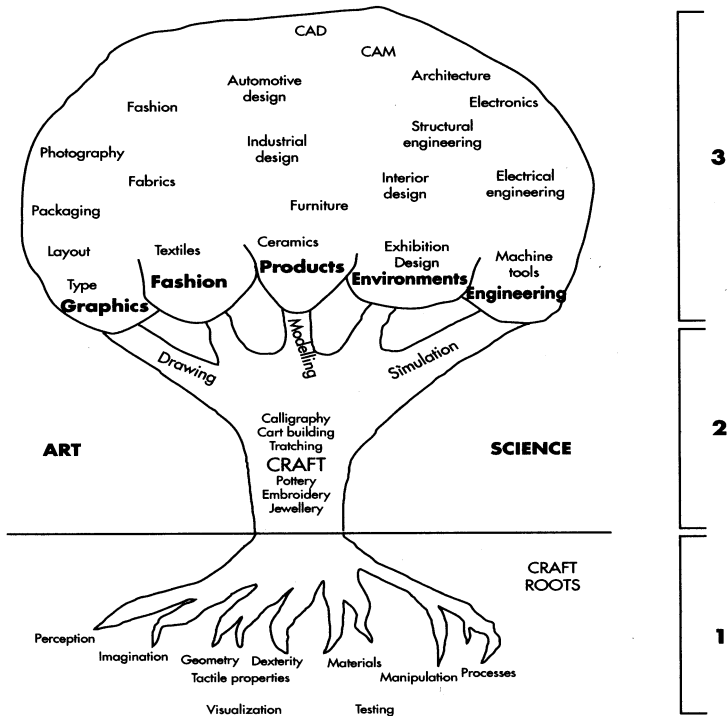 CAD
CAM
Architecture
Automotive
design
Electronics
Fashion
Structural
engineering
Industrial
design
Photography
3
Fabrics
Interior
design
Electrical
engineering
Packaging
Furniture
Layout
Textiles
Ceramics
Exhibition
Design
Machine
tools
Type
Graphics
Fashion
Products
Environments
Engineering
Drawing
Modelling
Simulation
Calligraphy
Cart building
Tratching
CRAFT
Pottery
Embroidery
Jewellery
ART
SCIENCE
2
CRAFT
ROOTS
1
Perception
Imagination
Geometry
Dexterity
Materials
Manipulation
Processes
Tactile properties
Visualization
Testing